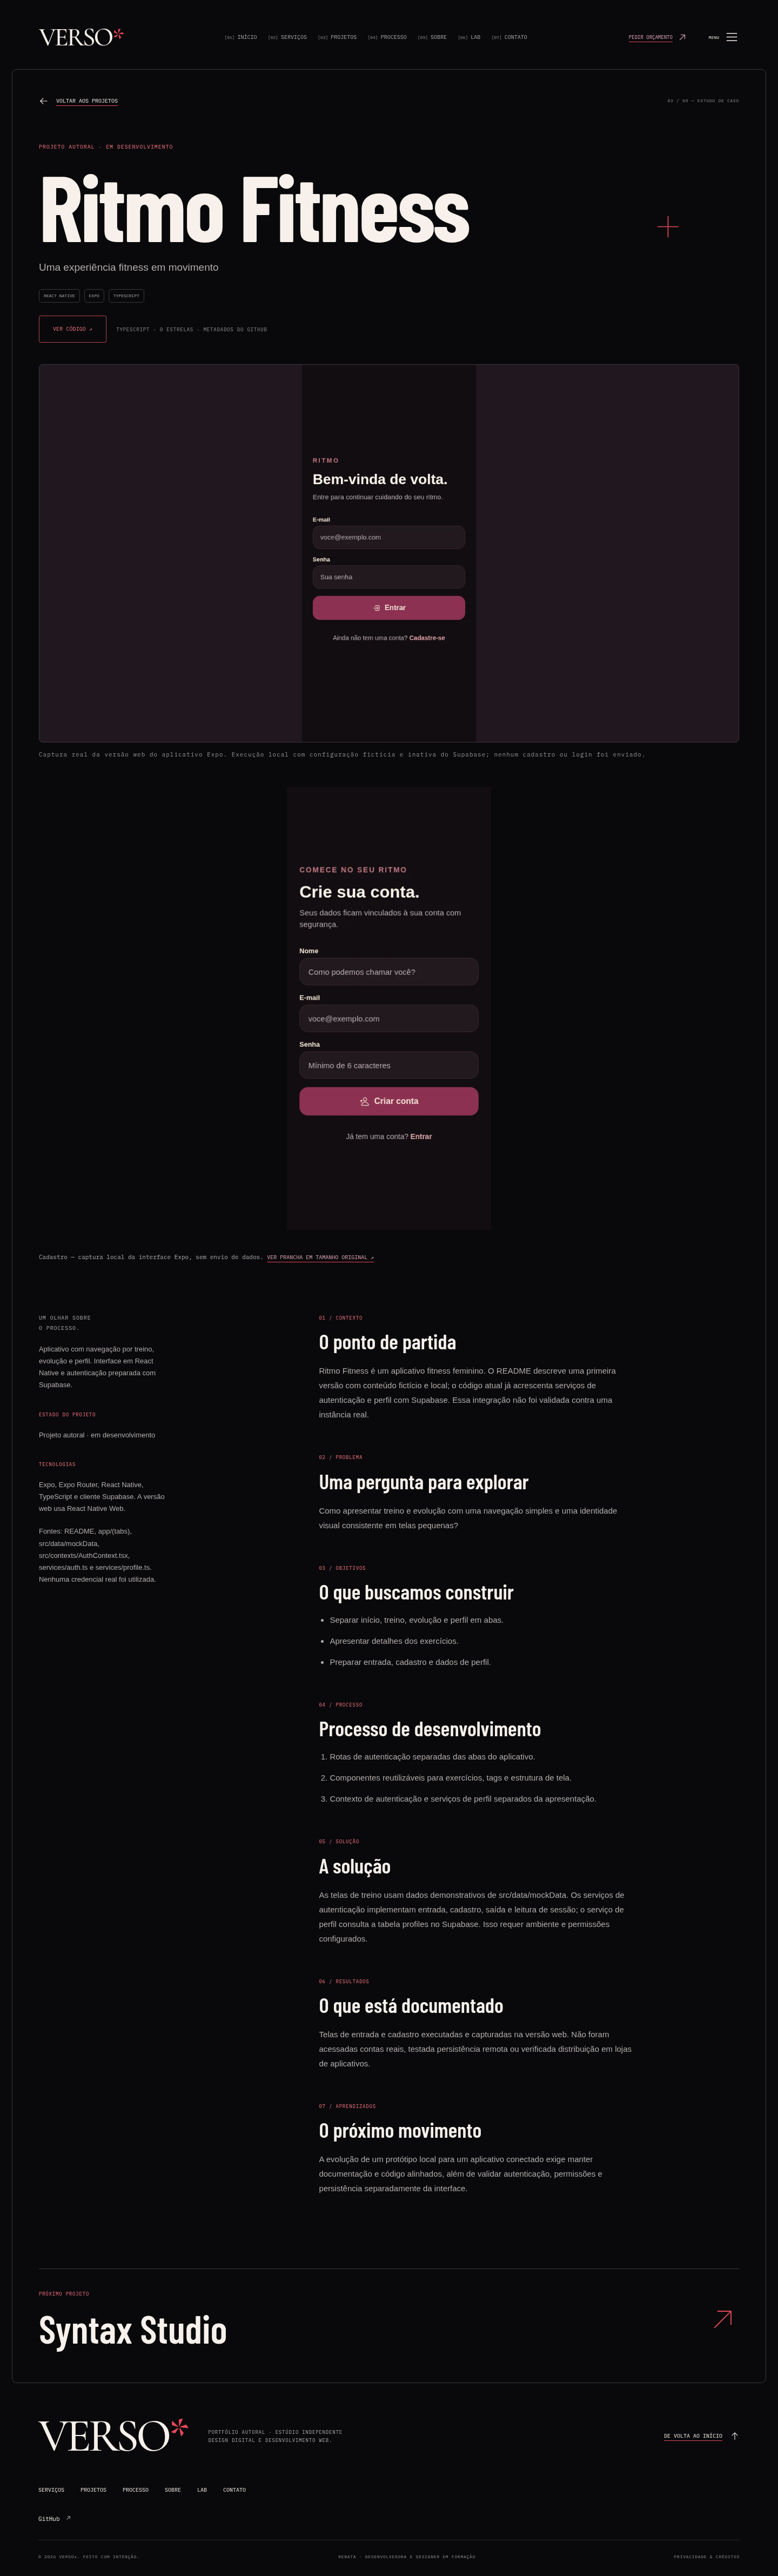 VERSO*
[01] INÍCIO [02] SERVIÇOS [03] PROJETOS [04] PROCESSO [05] SOBRE [06] LAB [07] CONTATO
PEDIR ORÇAMENTO
MENU
VOLTAR AOS PROJETOS
03 / 05 — ESTUDO DE CASO
PROJETO AUTORAL · EM DESENVOLVIMENTO
Ritmo Fitness
Uma experiência fitness em movimento
REACT NATIVE EXPO TYPESCRIPT
VER CÓDIGO ↗
TYPESCRIPT · 0 ESTRELAS · METADADOS DO GITHUB
RITMO
Bem-vinda de volta.
Entre para continuar cuidando do seu ritmo.
E-mail
voce@exemplo.com
Senha
Sua senha
Entrar
Ainda não tem uma conta? Cadastre-se
Captura real da versão web do aplicativo Expo. Execução local com configuração fictícia e inativa do Supabase; nenhum cadastro ou login foi enviado.
COMECE NO SEU RITMO
Crie sua conta.
Seus dados ficam vinculados à sua conta com
segurança.
Nome
Como podemos chamar você?
E-mail
voce@exemplo.com
Senha
Mínimo de 6 caracteres
Criar conta
Já tem uma conta? Entrar
Cadastro — captura local da interface Expo, sem envio de dados. VER PRANCHA EM TAMANHO ORIGINAL ↗
UM OLHAR SOBRE
O PROCESSO.
Aplicativo com navegação por treino,
evolução e perfil. Interface em React
Native e autenticação preparada com
Supabase.
ESTADO DO PROJETO
Projeto autoral · em desenvolvimento
TECNOLOGIAS
Expo, Expo Router, React Native,
TypeScript e cliente Supabase. A versão
web usa React Native Web.
Fontes: README, app/(tabs),
src/data/mockData,
src/contexts/AuthContext.tsx,
services/auth.ts e services/profile.ts.
Nenhuma credencial real foi utilizada.
01 / CONTEXTO
O ponto de partida
Ritmo Fitness é um aplicativo fitness feminino. O README descreve uma primeira
versão com conteúdo fictício e local; o código atual já acrescenta serviços de
autenticação e perfil com Supabase. Essa integração não foi validada contra uma
instância real.
02 / PROBLEMA
Uma pergunta para explorar
Como apresentar treino e evolução com uma navegação simples e uma identidade
visual consistente em telas pequenas?
03 / OBJETIVOS
O que buscamos construir
• Separar início, treino, evolução e perfil em abas.
• Apresentar detalhes dos exercícios.
• Preparar entrada, cadastro e dados de perfil.
04 / PROCESSO
Processo de desenvolvimento
1. Rotas de autenticação separadas das abas do aplicativo.
2. Componentes reutilizáveis para exercícios, tags e estrutura de tela.
3. Contexto de autenticação e serviços de perfil separados da apresentação.
05 / SOLUÇÃO
A solução
As telas de treino usam dados demonstrativos de src/data/mockData. Os serviços de
autenticação implementam entrada, cadastro, saída e leitura de sessão; o serviço de
perfil consulta a tabela profiles no Supabase. Isso requer ambiente e permissões
configurados.
06 / RESULTADOS
O que está documentado
Telas de entrada e cadastro executadas e capturadas na versão web. Não foram
acessadas contas reais, testada persistência remota ou verificada distribuição em lojas
de aplicativos.
07 / APRENDIZADOS
O próximo movimento
A evolução de um protótipo local para um aplicativo conectado exige manter
documentação e código alinhados, além de validar autenticação, permissões e
persistência separadamente da interface.
PRÓXIMO PROJETO
Syntax Studio
VERSO*
PORTFÓLIO AUTORAL · ESTÚDIO INDEPENDENTE
DESIGN DIGITAL E DESENVOLVIMENTO WEB.
DE VOLTA AO INÍCIO
SERVIÇOS PROJETOS PROCESSO SOBRE LAB CONTATO
GitHub ↗
© 2026 VERSO*. FEITO COM INTENÇÃO.
RENATA · DESENVOLVEDORA E DESIGNER EM FORMAÇÃO
PRIVACIDADE & CRÉDITOS